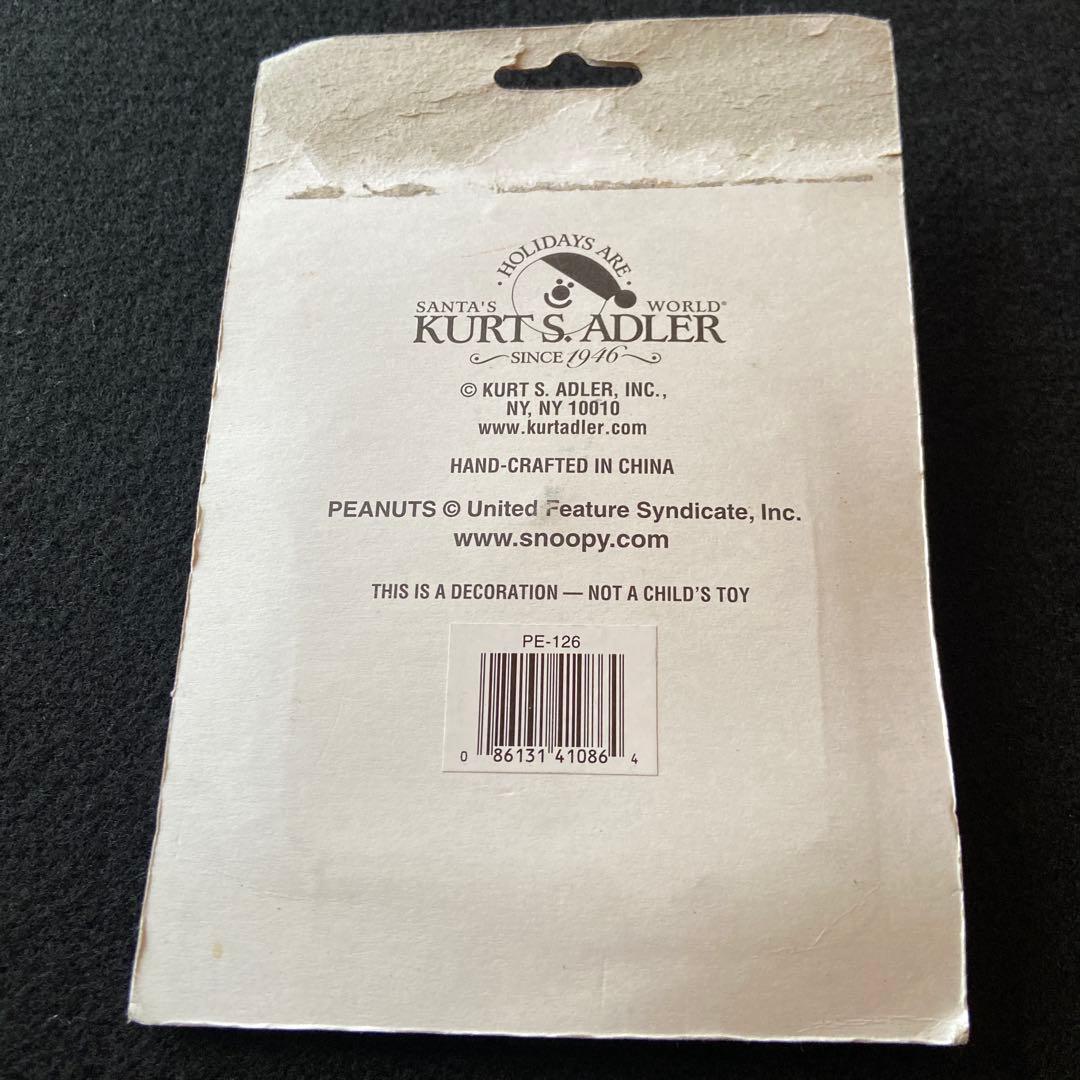 · HOLIDAYS ARE ·
SANTA'S WORLD®
KURT S. ADLER
SINCE 1946
© KURT S. ADLER, INC.,
NY, NY 10010
www.kurtadler.com
HAND-CRAFTED IN CHINA
PEANUTS © United Feature Syndicate, Inc.
www.snoopy.com
THIS IS A DECORATION — NOT A CHILD'S TOY
PE-126
0 86131 41086 4